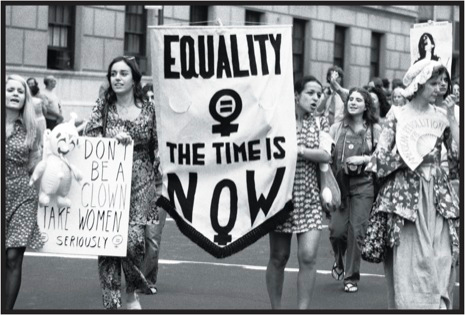 EQUALITY
THE TIME IS
NOW
DON'T
BE A
CLOWN
TAKE WOMEN
SERIOUSLY